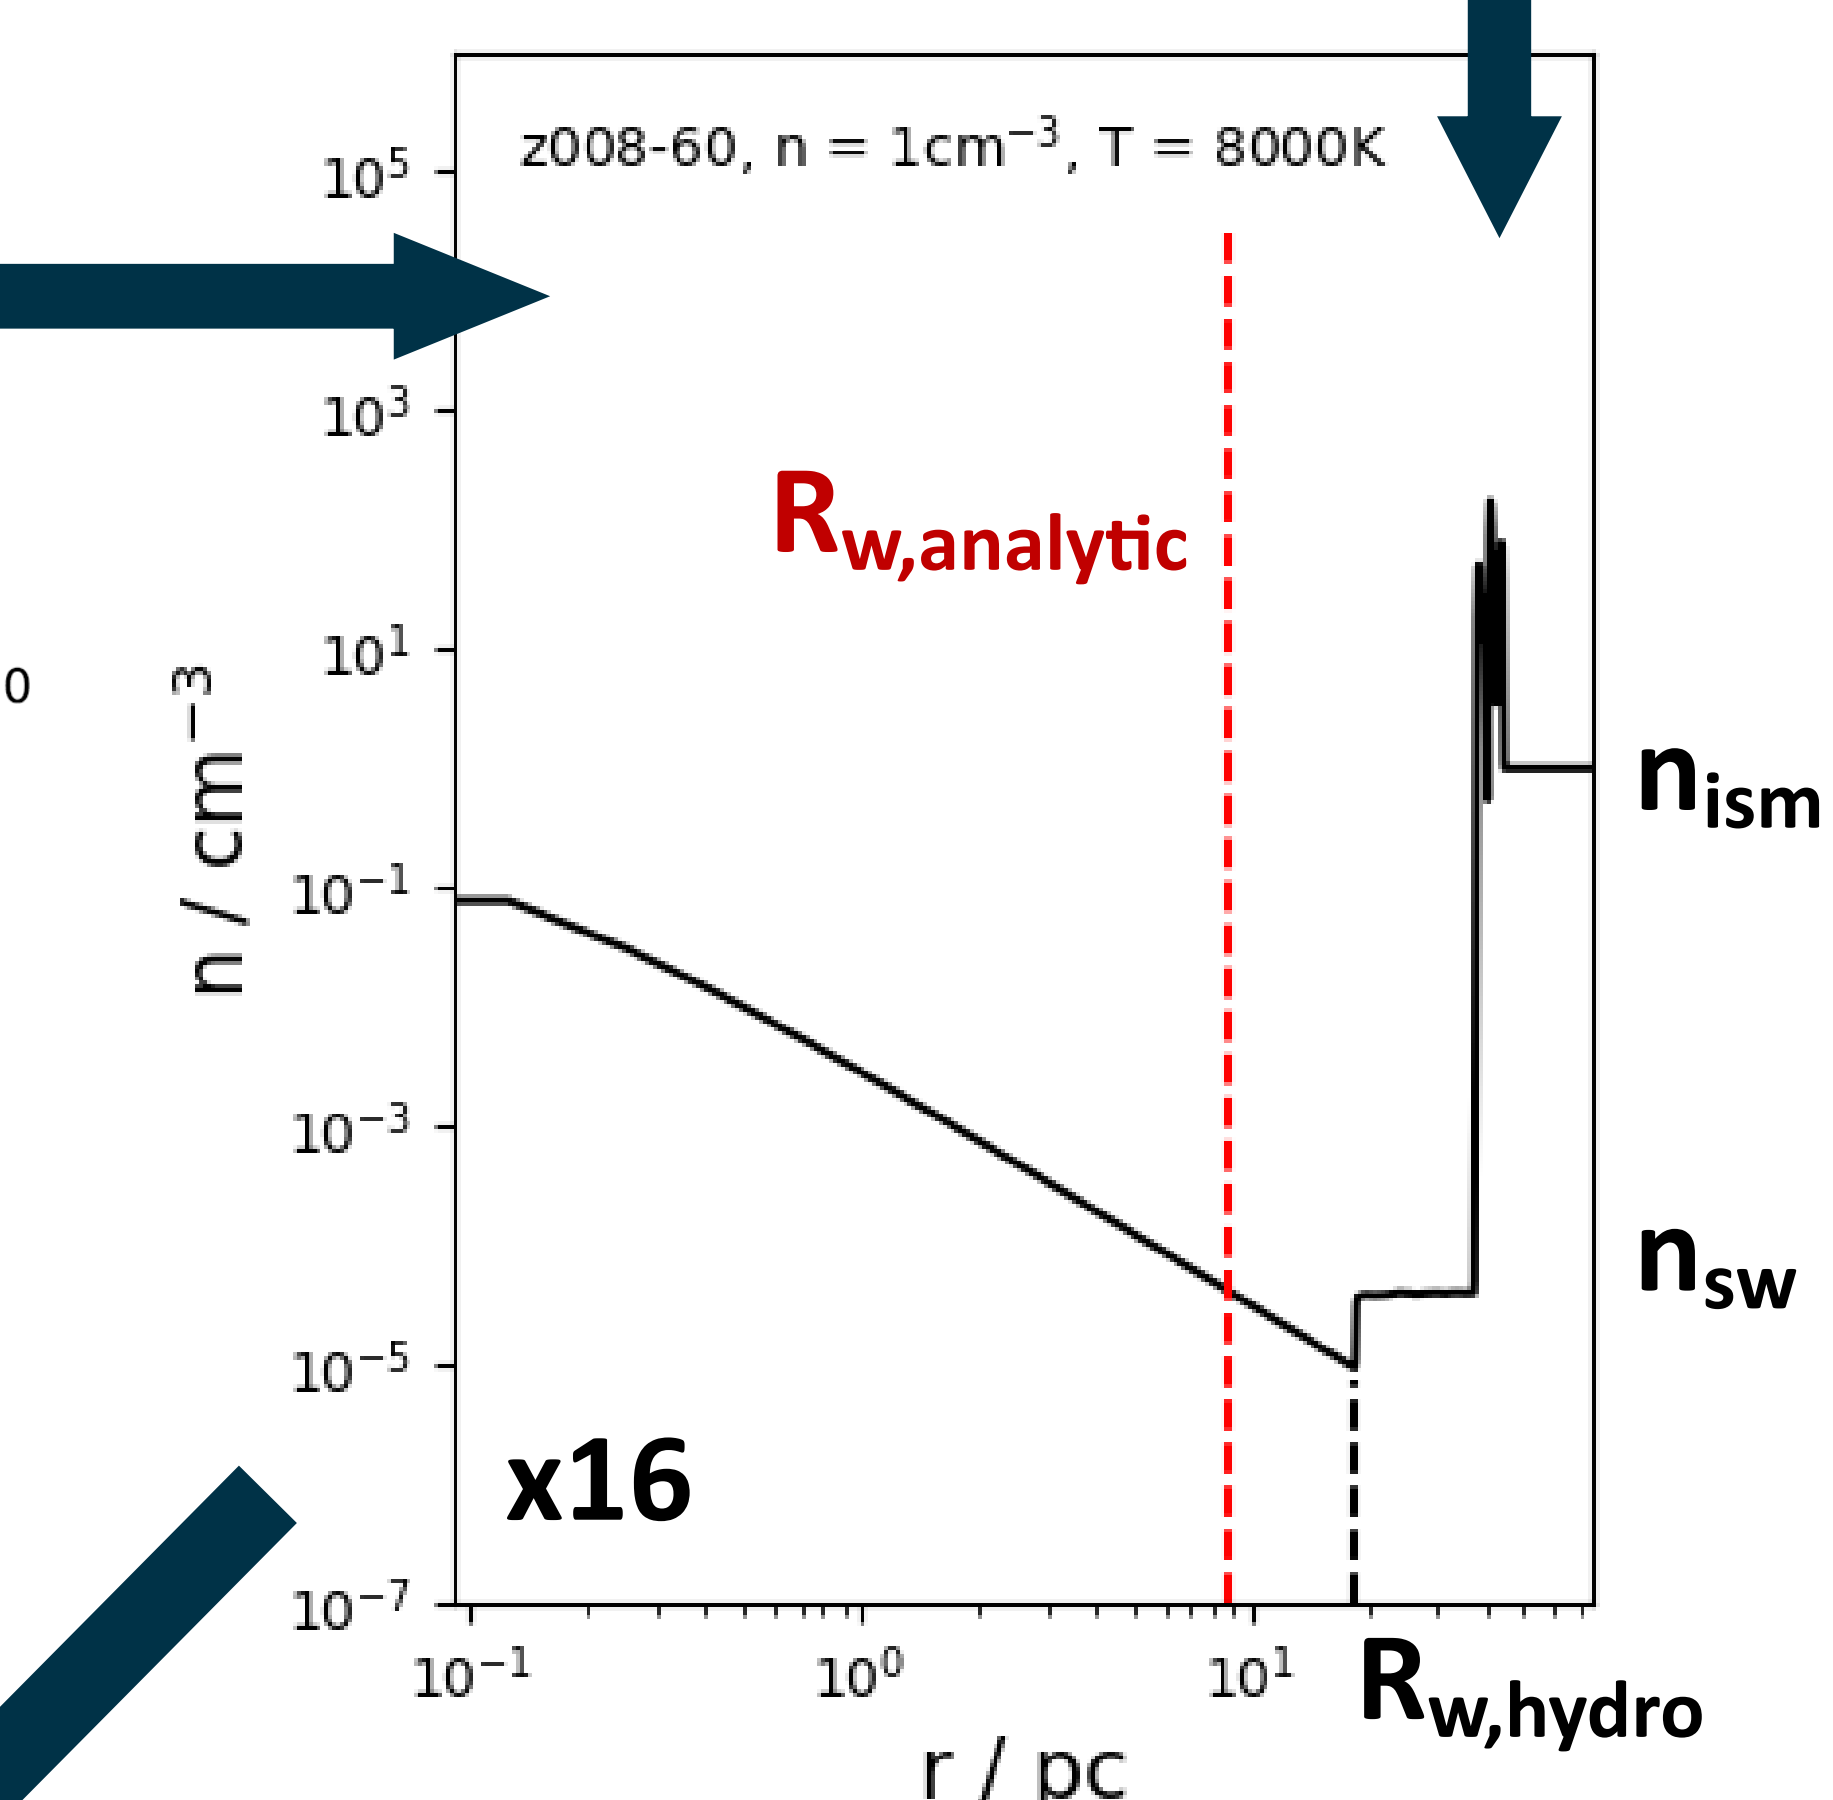 z008-60, n = 1cm⁻³, T = 8000K
10⁵
10³
R_w,analytic
10¹
0
n / cm⁻³
n_ism
10⁻¹
10⁻³
n_sw
10⁻⁵
x16
10⁻⁷
10⁻¹ 10⁰ 10¹
R_w,hydro
r / pc